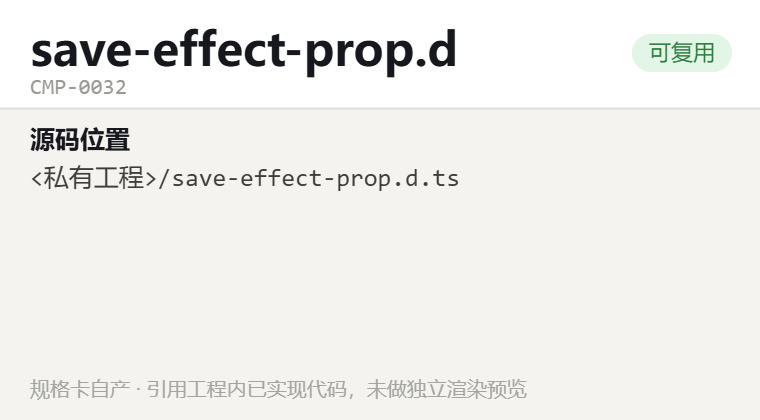 save-effect-prop.d
可复用
CMP-0032
源码位置
<私有工程>/save-effect-prop.d.ts
规格卡自产 · 引用工程内已实现代码，未做独立渲染预览